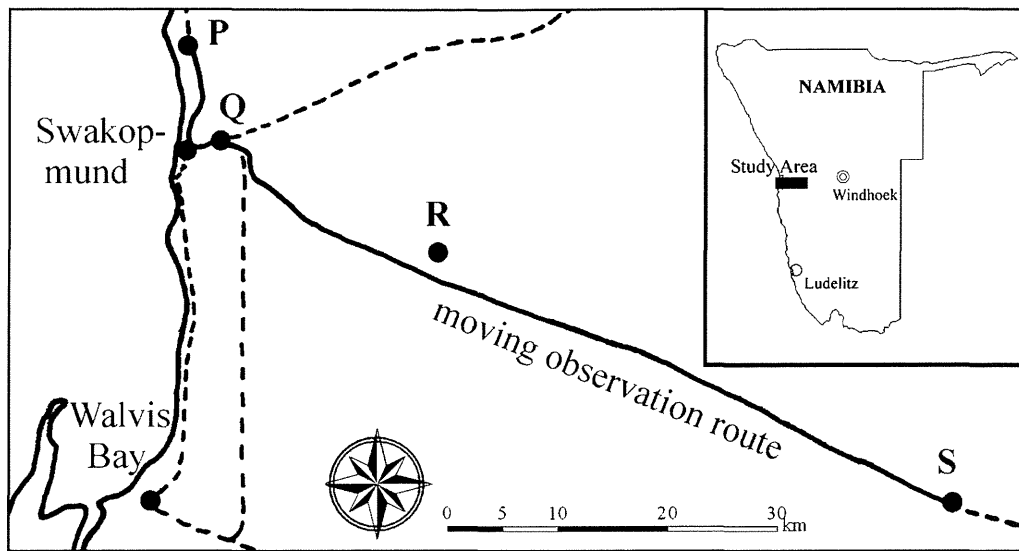 P
Q
Swakop-
mund
R
moving observation route
Walvis
Bay
S
0 5 10 20 30
km
NAMIBIA
Study Area
Windhoek
Ludelitz